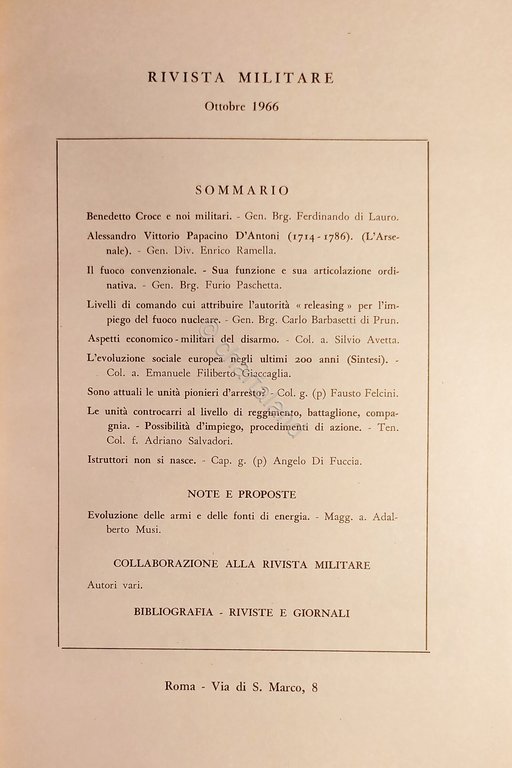 RIVISTA MILITARE
Ottobre 1966
SOMMARIO
Benedetto Croce e noi militari. - Gen. Brg. Ferdinando di Lauro.
Alessandro Vittorio Papacino D'Antoni (1714 - 1786). (L'Arse-
nale). - Gen. Div. Enrico Ramella.
Il fuoco convenzionale. - Sua funzione e sua articolazione ordi-
nativa. - Gen. Brg. Furio Paschetta.
Livelli di comando cui attribuire l'autorità « releasing » per l'im-
piego del fuoco nucleare. - Gen. Brg. Carlo Barbasetti di Prun.
Aspetti economico - militari del disarmo. - Col. a. Silvio Avetta.
L'evoluzione sociale europea negli ultimi 200 anni (Sintesi). -
Col. a. Emanuele Filiberto Giaccaglia.
Sono attuali le unità pionieri d'arresto? - Col. g. (p) Fausto Felcini.
Le unità controcarri al livello di reggimento, battaglione, compa-
gnia. - Possibilità d'impiego, procedimenti di azione. - Ten.
Col. f. Adriano Salvadori.
Istruttori non si nasce. - Cap. g. (p) Angelo Di Fuccia.
NOTE E PROPOSTE
Evoluzione delle armi e delle fonti di energia. - Magg. a. Adal-
berto Musi.
COLLABORAZIONE ALLA RIVISTA MILITARE
Autori vari.
BIBLIOGRAFIA - RIVISTE E GIORNALI
Roma - Via di S. Marco, 8